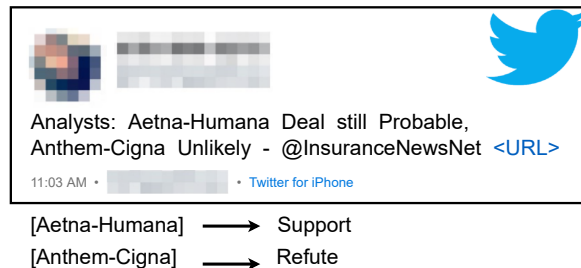 Analysts: Aetna-Humana Deal still Probable,
Anthem-Cigna Unlikely - @InsuranceNewsNet <URL>
11:03 AM • • Twitter for iPhone
[Aetna-Humana] → Support
[Anthem-Cigna] → Refute